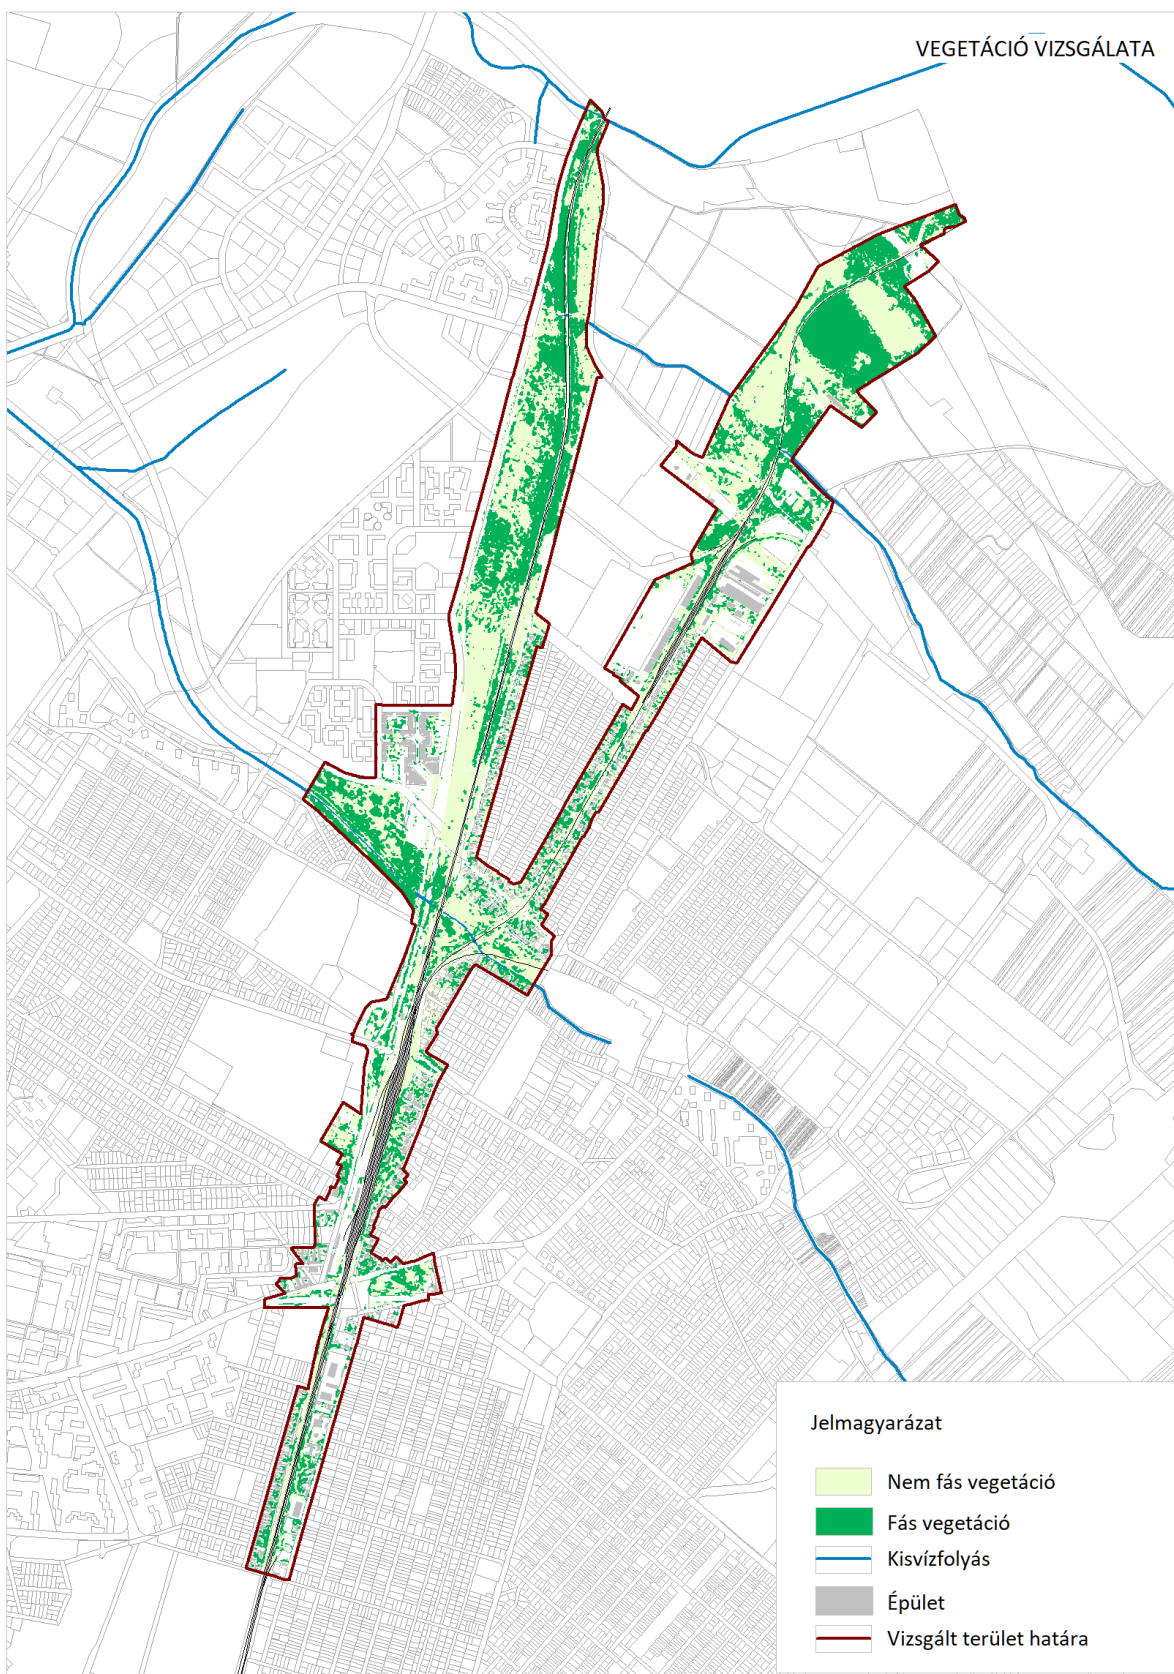 VEGETÁCIÓ VIZSGÁLATA
Jelmagyarázat
Nem fás vegetáció
Fás vegetáció
Kisvízfolyás
Épület
Vizsgált terület határa